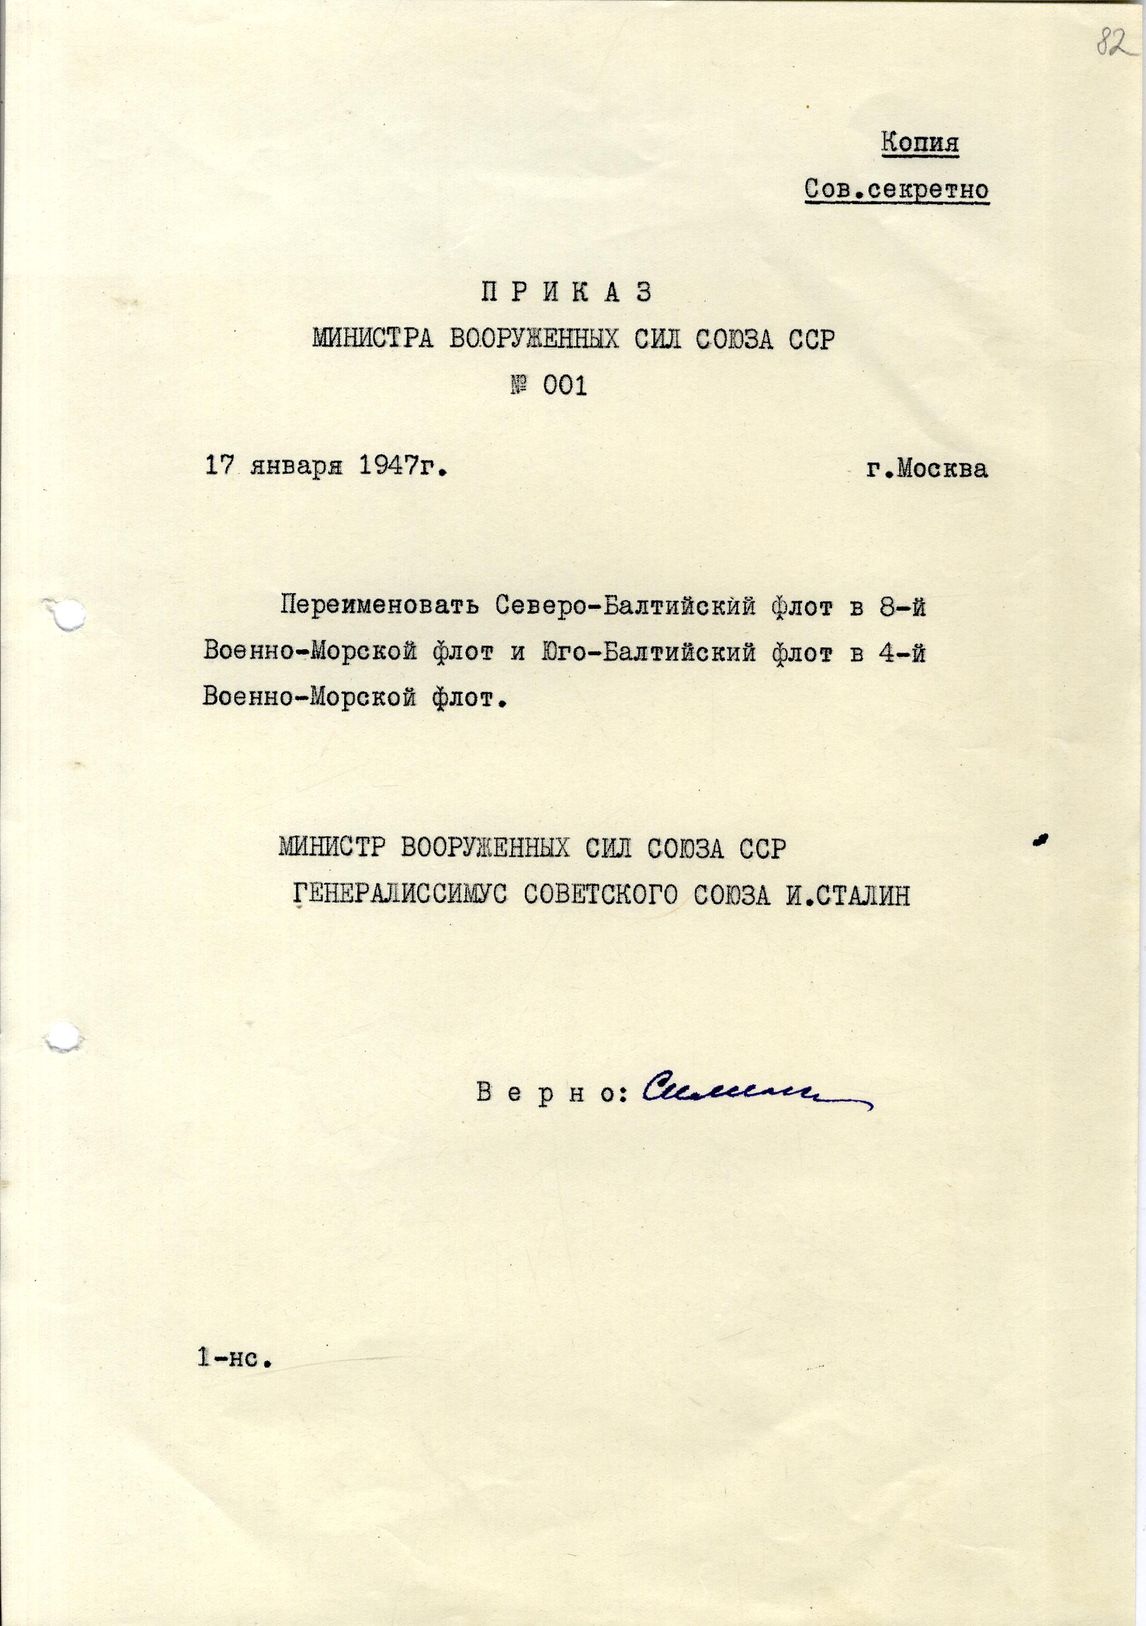 82
Копия
Сов.секретно
П Р И К А З
МИНИСТРА ВООРУЖЕННЫХ СИЛ СОЮЗА ССР
№ 001
17 января 1947г. г.Москва
Переименовать Северо-Балтийский флот в 8-й
Военно-Морской флот и Юго-Балтийский флот в 4-й
Военно-Морской флот.
МИНИСТР ВООРУЖЕННЫХ СИЛ СОЮЗА ССР
ГЕНЕРАЛИССИМУС СОВЕТСКОГО СОЮЗА И.СТАЛИН
В е р н о:
1-нс.